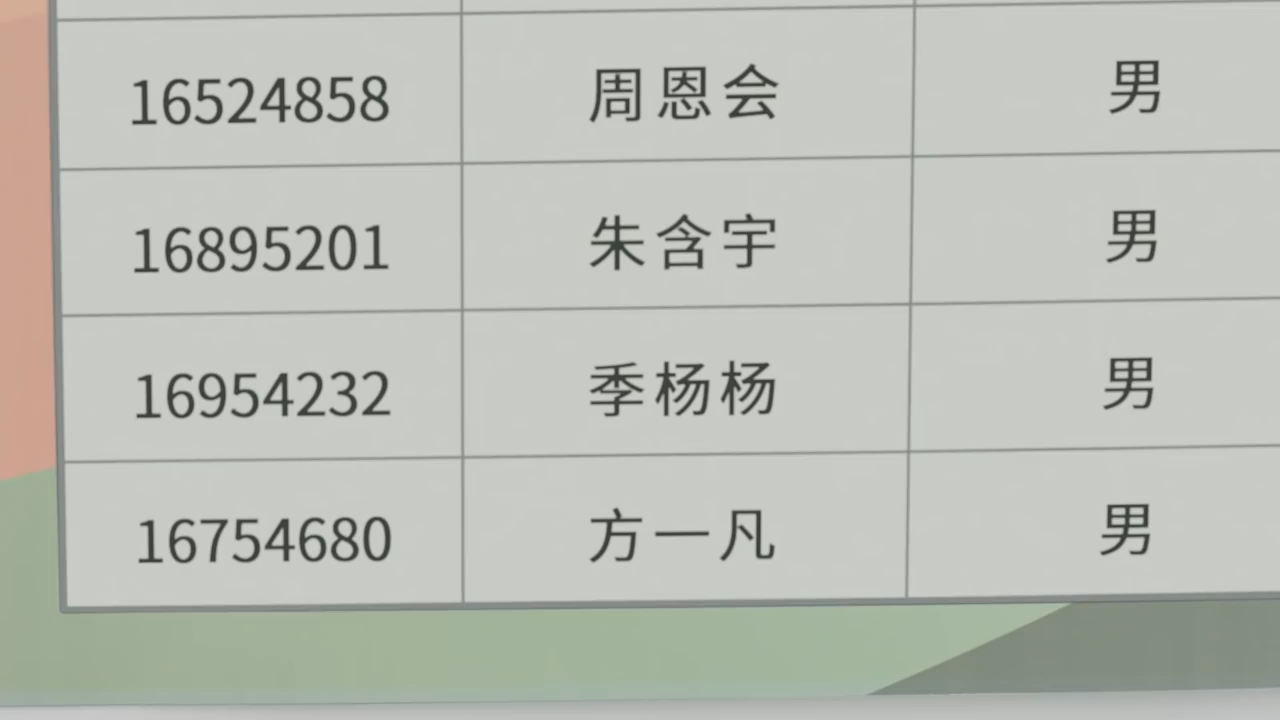 16524858 周恩会 男
16895201 朱含宇 男
16954232 季杨杨 男
16754680 方一凡 男